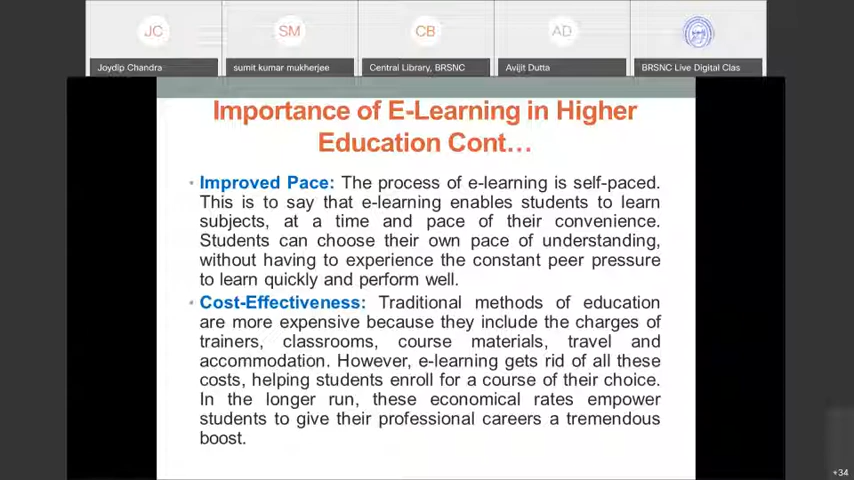 JC
SM
CB
AD
Joydip Chandra
sumit kumar mukherjee
Central Library, BRSNC
Avijit Dutta
BRSNC Live Digital Clas
Importance of E-Learning in Higher
Education Cont…
• Improved Pace: The process of e-learning is self-paced.
This is to say that e-learning enables students to learn
subjects, at a time and pace of their convenience.
Students can choose their own pace of understanding,
without having to experience the constant peer pressure
to learn quickly and perform well.
• Cost-Effectiveness: Traditional methods of education
are more expensive because they include the charges of
trainers, classrooms, course materials, travel and
accommodation. However, e-learning gets rid of all these
costs, helping students enroll for a course of their choice.
In the longer run, these economical rates empower
students to give their professional careers a tremendous
boost.
+34